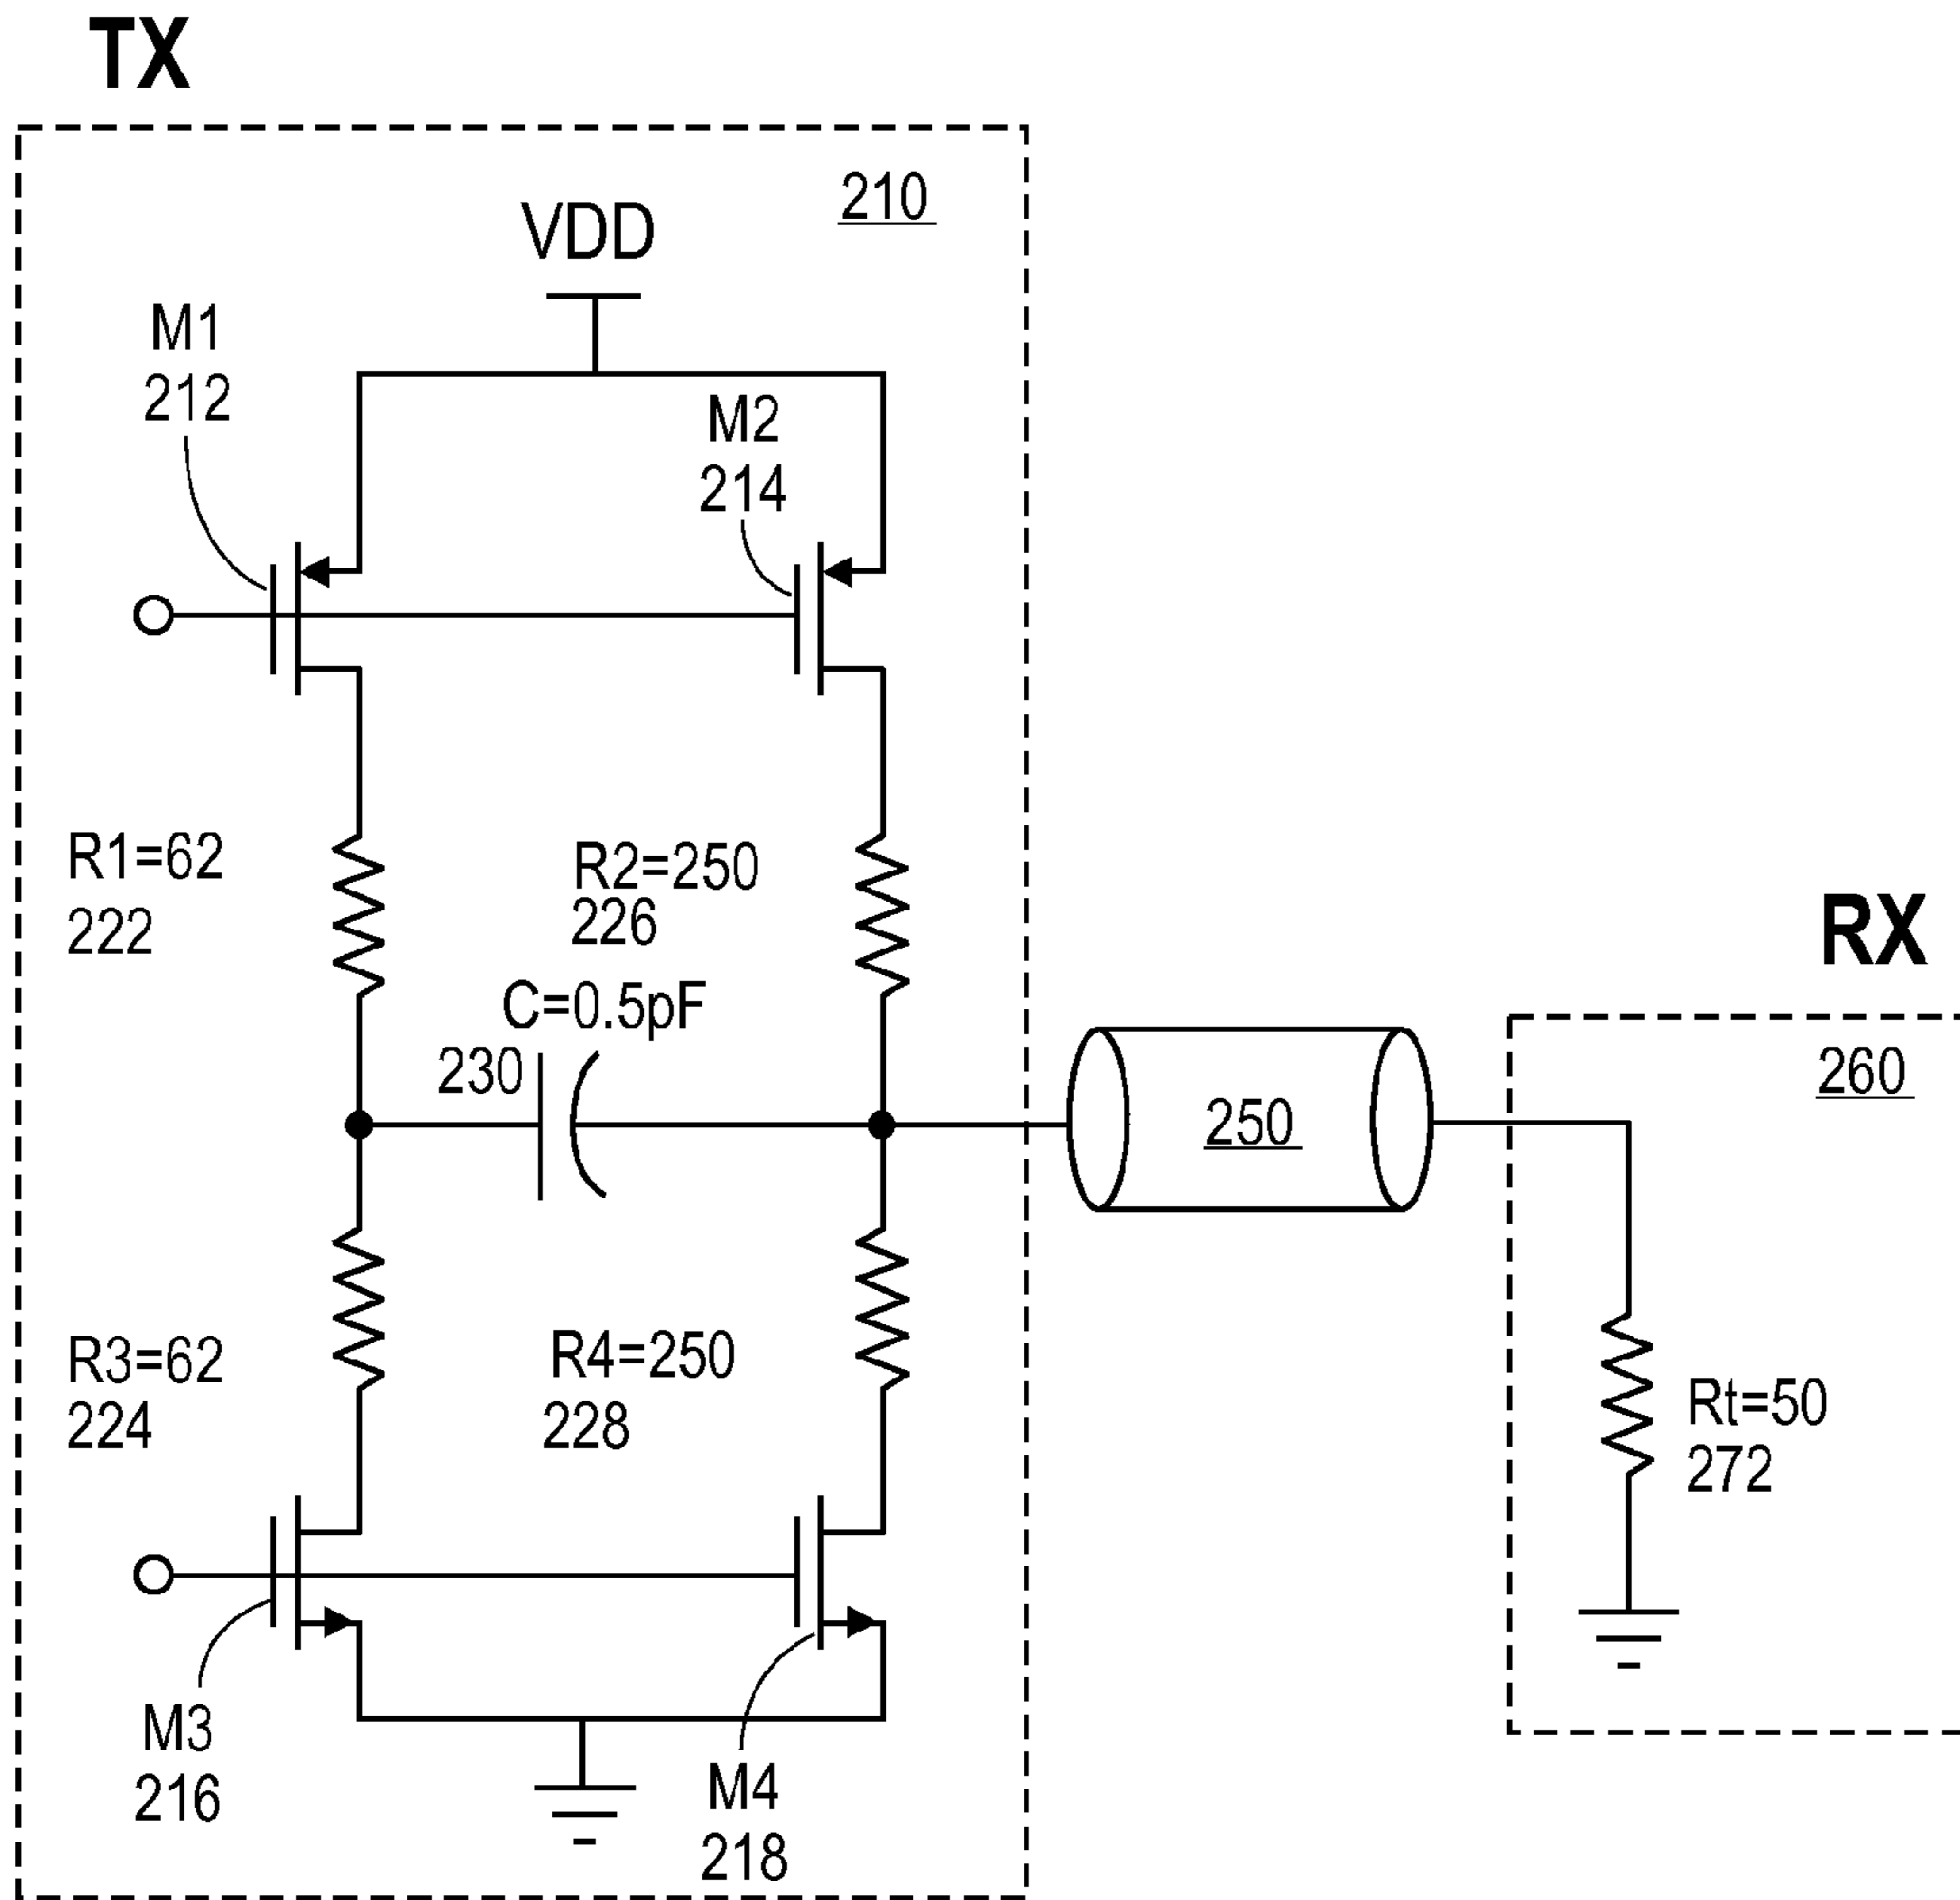 TX
210
VDD
M1
212
M2
214
R1=62
222
R2=250
226
C=0.5pF
230
RX
260
250
R3=62
224
R4=250
228
Rt=50
272
M3
216
M4
218